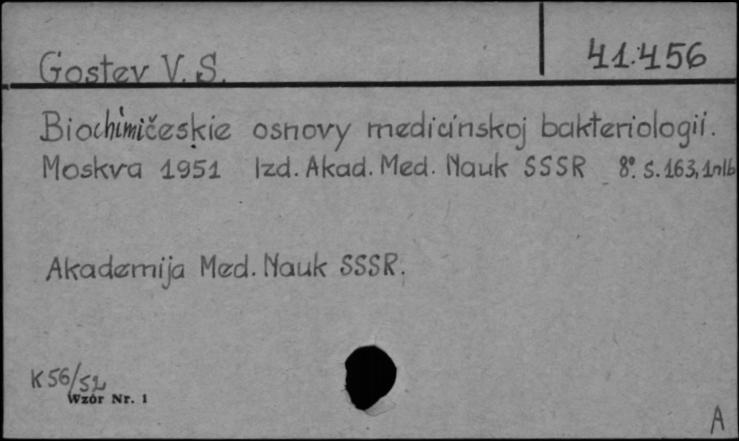 Gostev V. S.
41.456
Biochimičeskie osnovy medicinskoj bakteriologii.
Moskva 1951 Izd. Akad. Med. Nauk SSSR 8°. S. 163, 1nlb
Akademija Med. Nauk SSSR.
K 56/52
Wzór Nr. 1
A